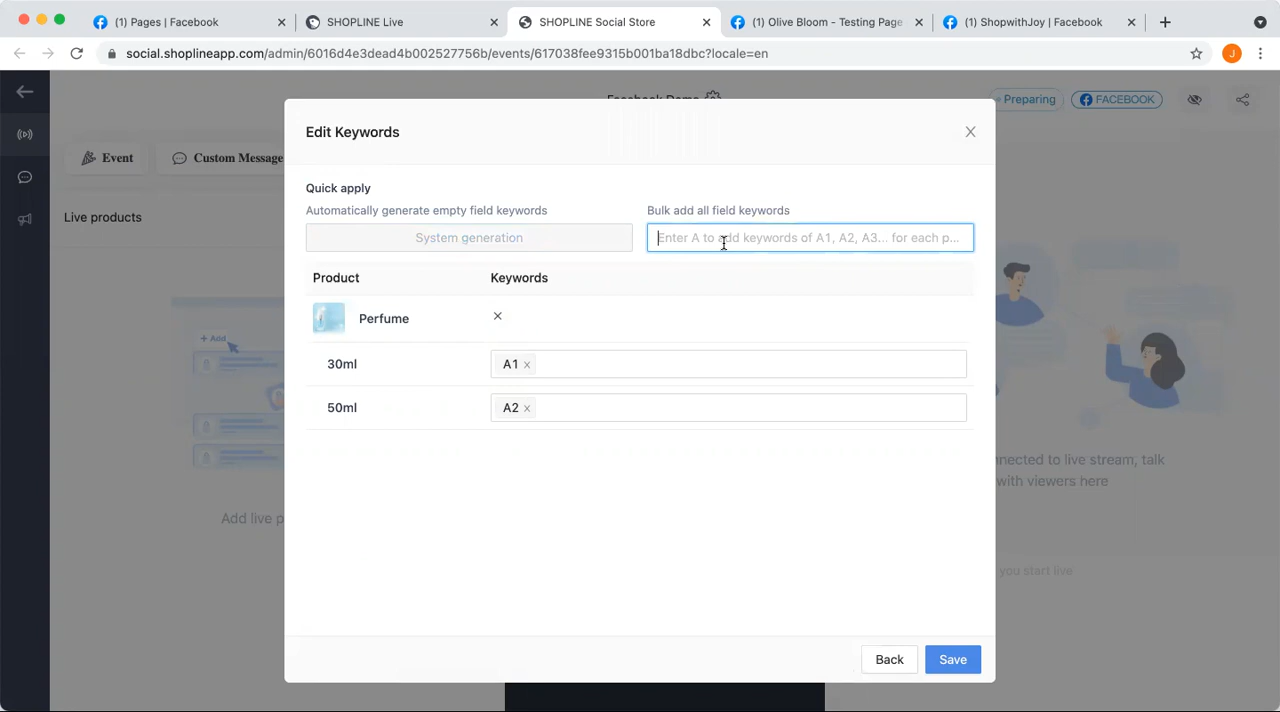 (1) Pages | Facebook
SHOPLINE Live
SHOPLINE Social Store
(1) Olive Bloom - Testing Page
(1) ShopwithJoy | Facebook
social.shoplineapp.com/admin/6016d4e3dead4b002527756b/events/617038fee9315b001ba18dbc?locale=en
J
Facebook Demo
Preparing
FACEBOOK
Event
Custom Message
Live products
+ Add
Add live p
nnected to live stream, talk
with viewers here
you start live
Edit Keywords
Quick apply
Automatically generate empty field keywords
Bulk add all field keywords
System generation
Enter A to add keywords of A1, A2, A3... for each p...
Product
Keywords
Perfume
30ml
A1 x
50ml
A2 x
Back
Save